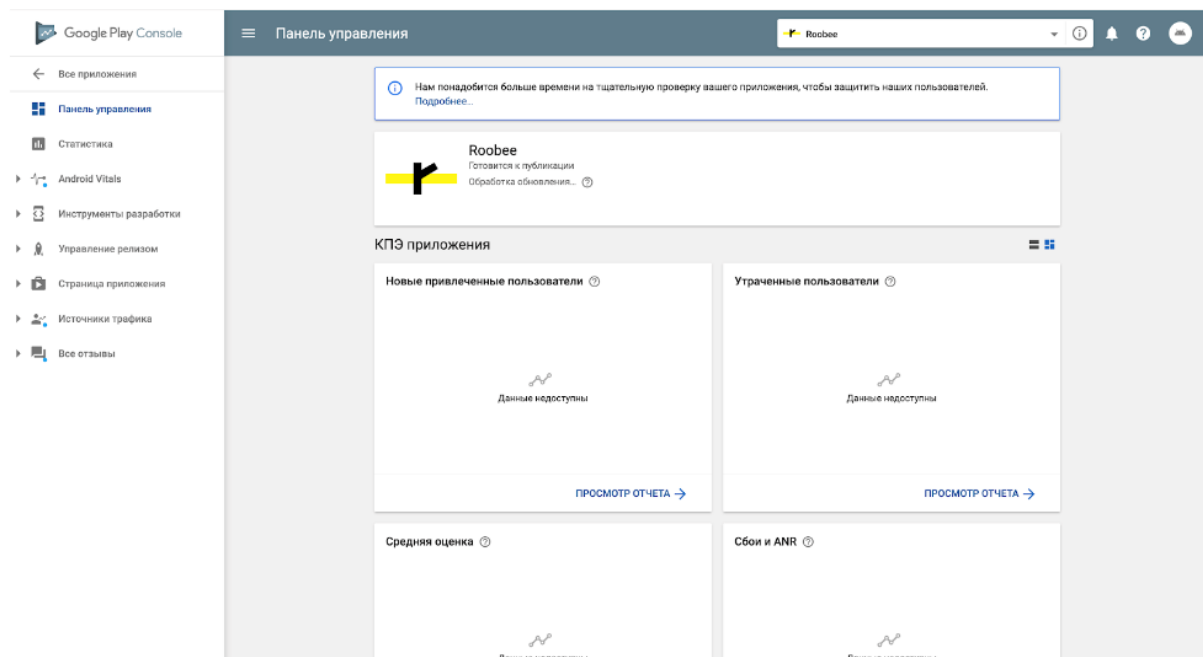 Google Play Console
Панель управления
Roobee
Все приложения
Панель управления
Статистика
Android Vitals
Инструменты разработки
Управление релизом
Страница приложения
Источники трафика
Все отзывы
Нам понадобится больше времени на тщательную проверку вашего приложения, чтобы защитить наших пользователей.
Подробнее...
Roobee
Готовится к публикации
Обработка обновления...
КПЭ приложения
Новые привлеченные пользователи
Данные недоступны
ПРОСМОТР ОТЧЕТА
Утраченные пользователи
Данные недоступны
ПРОСМОТР ОТЧЕТА
Средняя оценка
Сбои и ANR